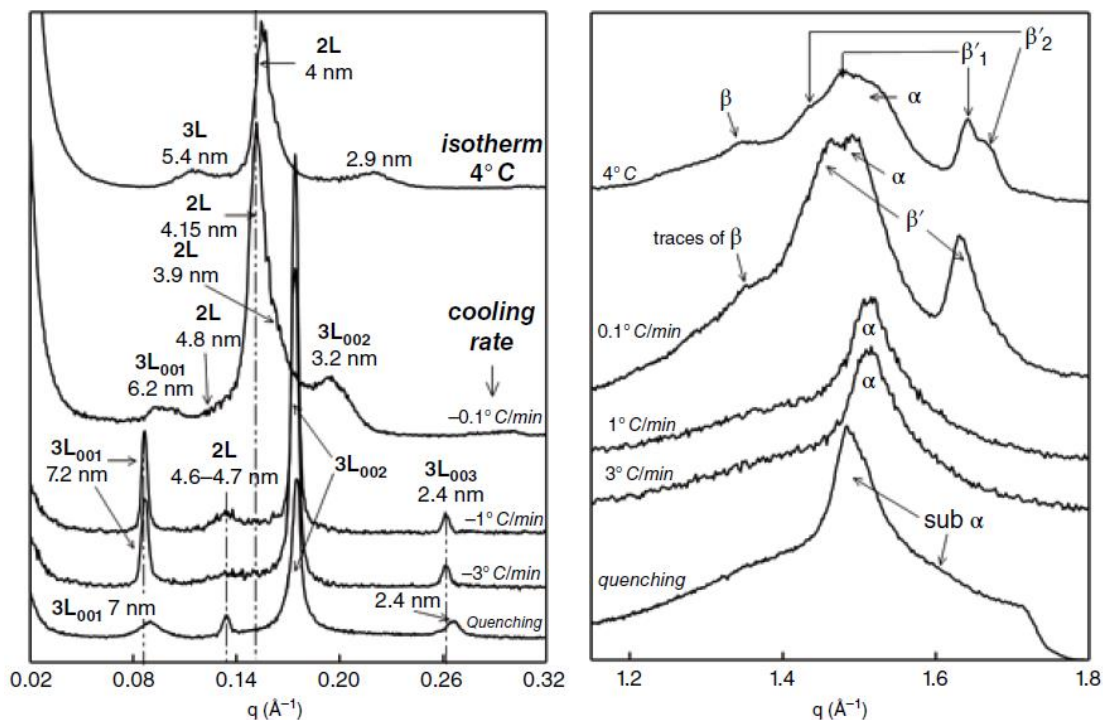 2L
4 nm
3L
5.4 nm
2.9 nm
isotherm
4° C
2L
4.15 nm
2L
3.9 nm
2L
4.8 nm
3L001
6.2 nm
3L002
3.2 nm
cooling
rate
–0.1° C/min
3L001
7.2 nm
2L
4.6–4.7 nm
3L002
3L003
2.4 nm
–1° C/min
–3° C/min
3L001 7 nm
2.4 nm
Quenching
0.02 0.08 0.14 0.20 0.26 0.32
q (Å⁻¹)
β′2
β′1
β
α
4° C
α
β′
traces of β
0.1° C/min
α
α
1° C/min
3° C/min
sub α
quenching
1.2 1.4 1.6 1.8
q (Å⁻¹)